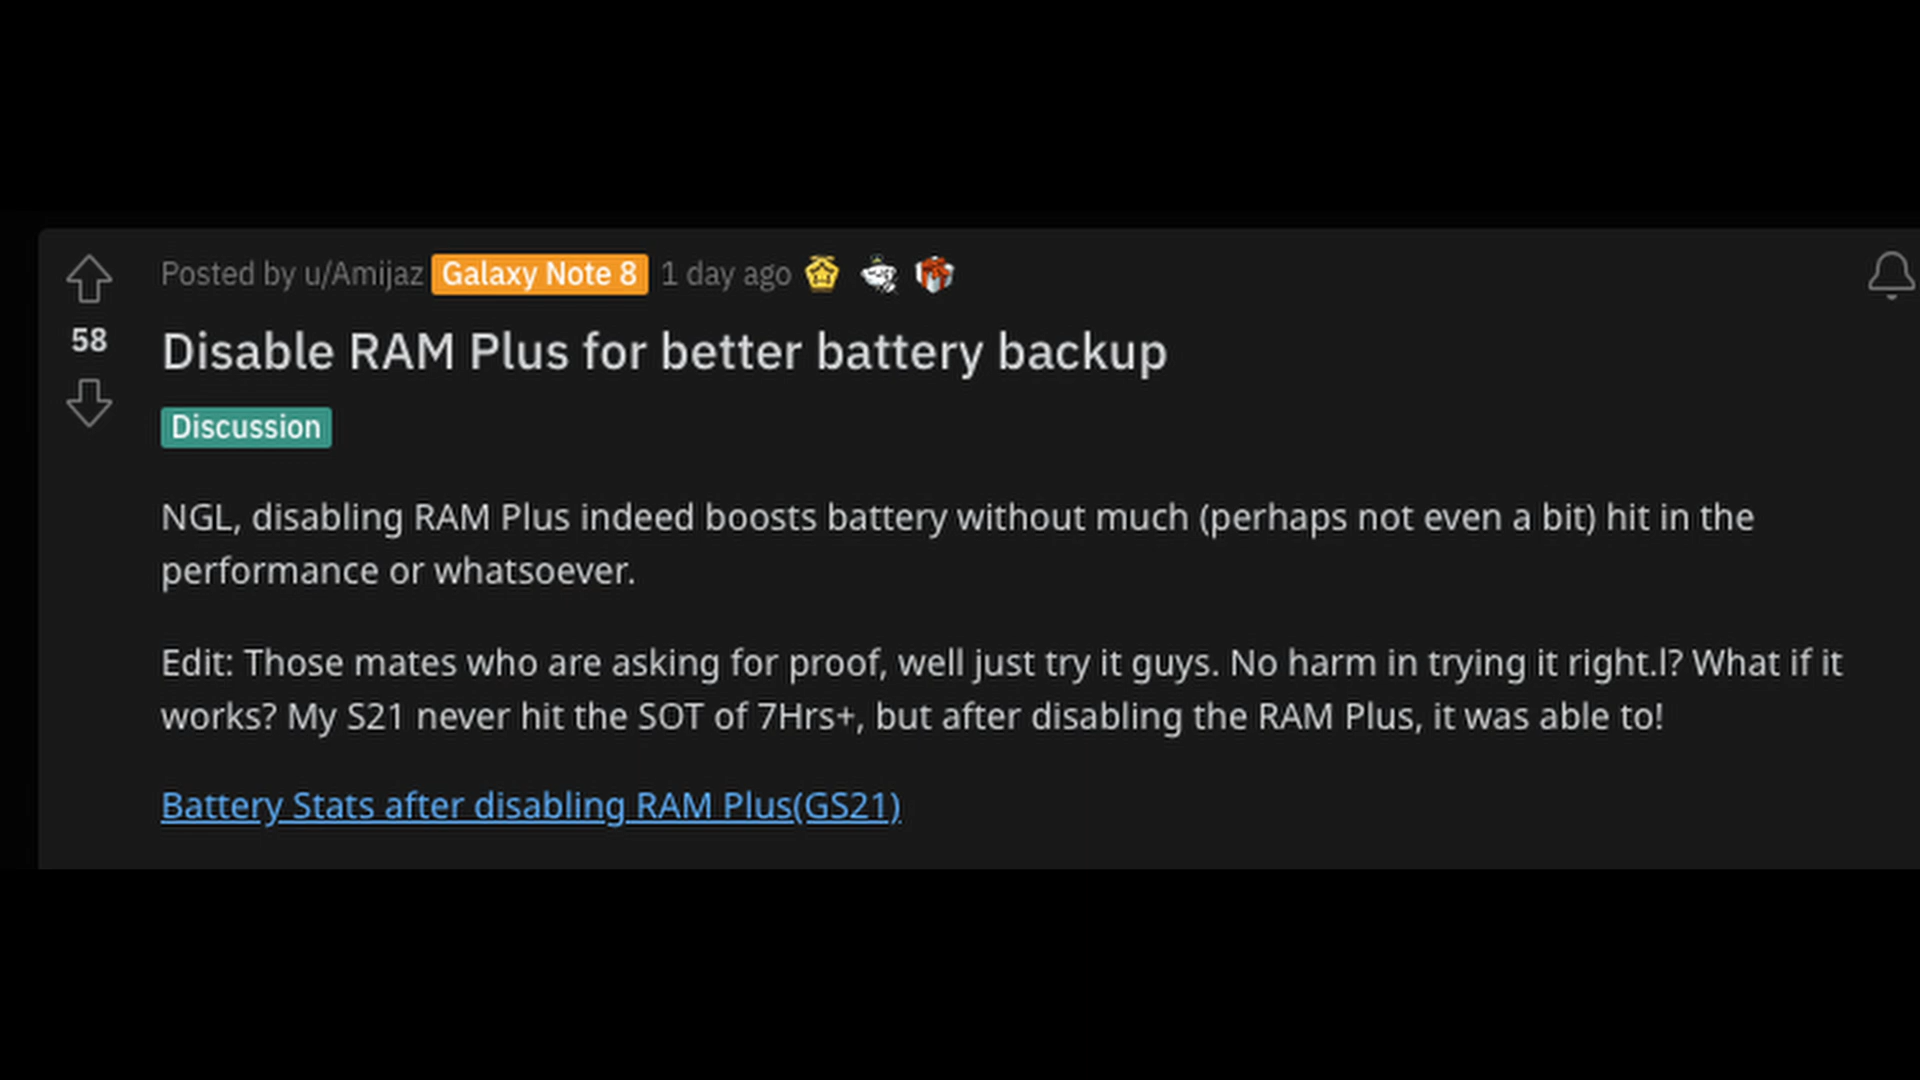 Posted by u/Amijaz Galaxy Note 8 1 day ago
58
Disable RAM Plus for better battery backup
Discussion
NGL, disabling RAM Plus indeed boosts battery without much (perhaps not even a bit) hit in the
performance or whatsoever.
Edit: Those mates who are asking for proof, well just try it guys. No harm in trying it right.l? What if it
works? My S21 never hit the SOT of 7Hrs+, but after disabling the RAM Plus, it was able to!
Battery Stats after disabling RAM Plus(GS21)